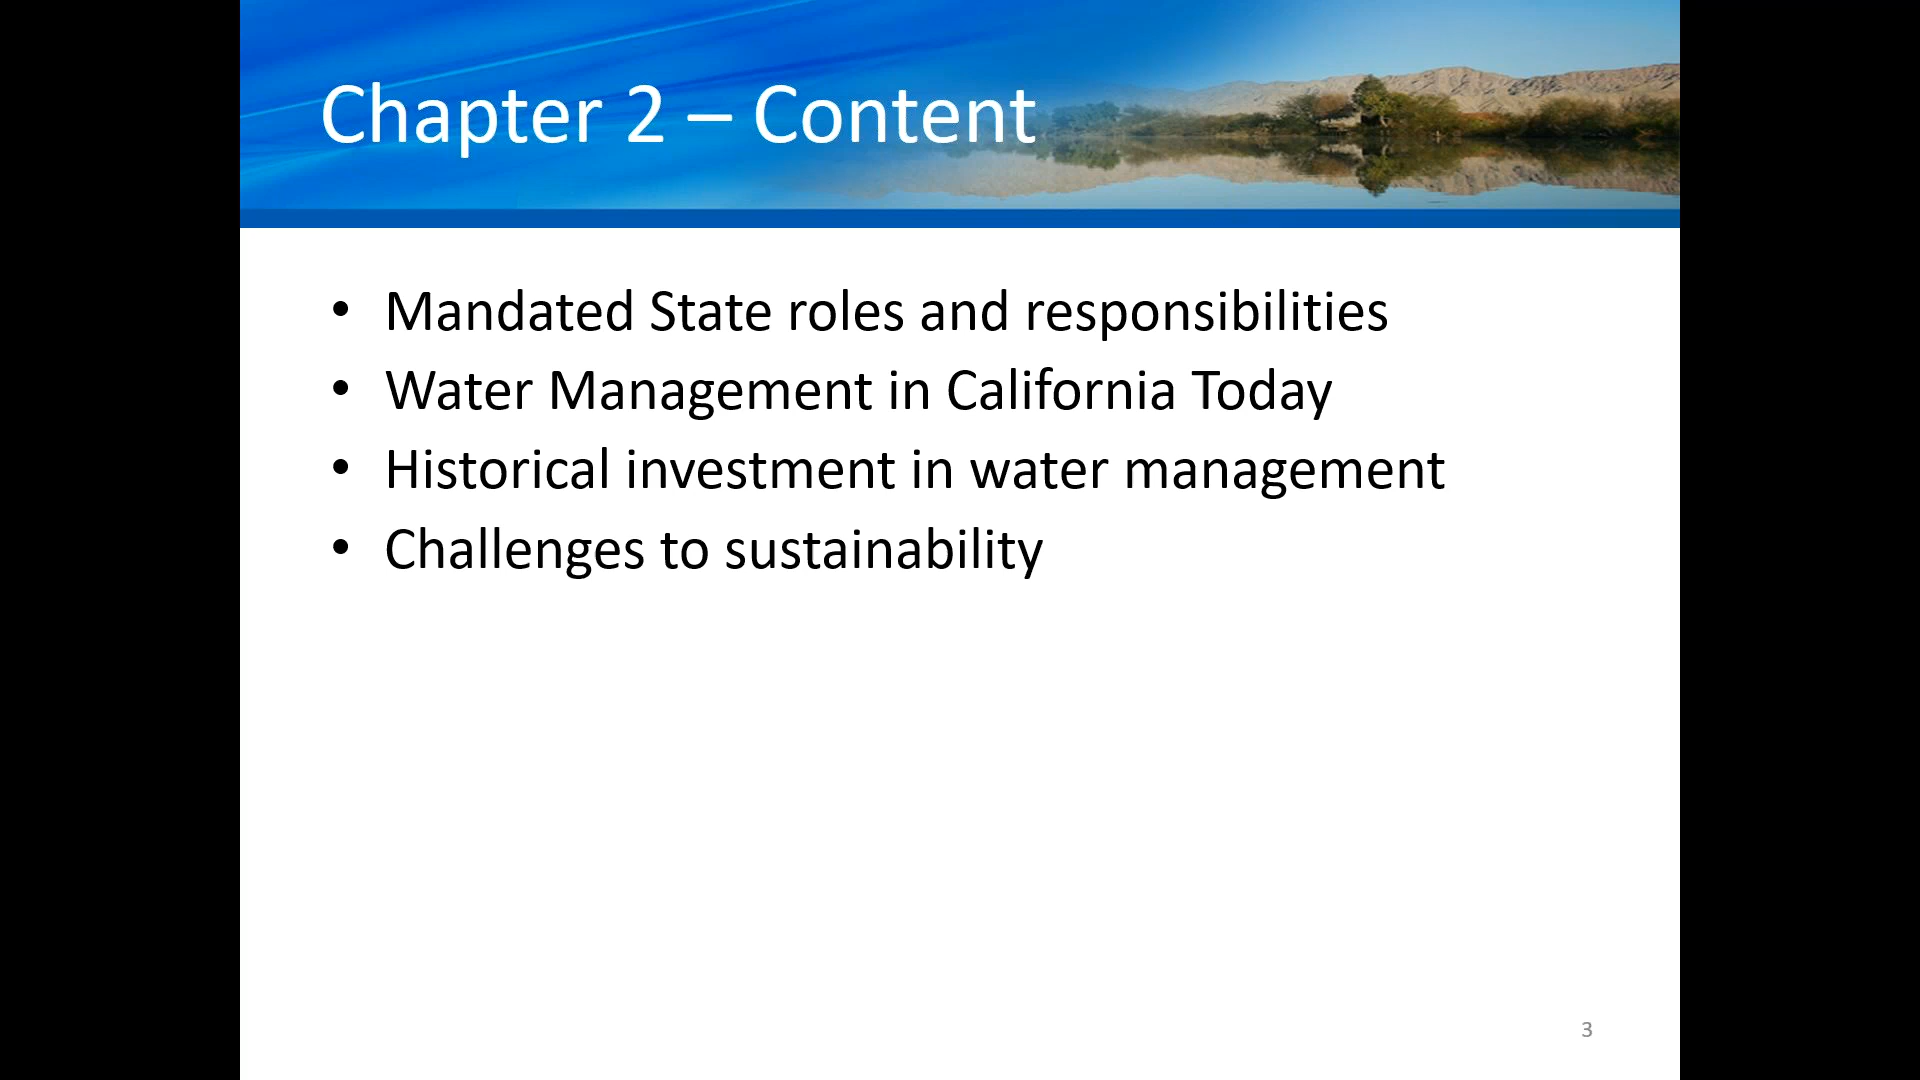 Chapter 2 – Content
• Mandated State roles and responsibilities
• Water Management in California Today
• Historical investment in water management
• Challenges to sustainability
3